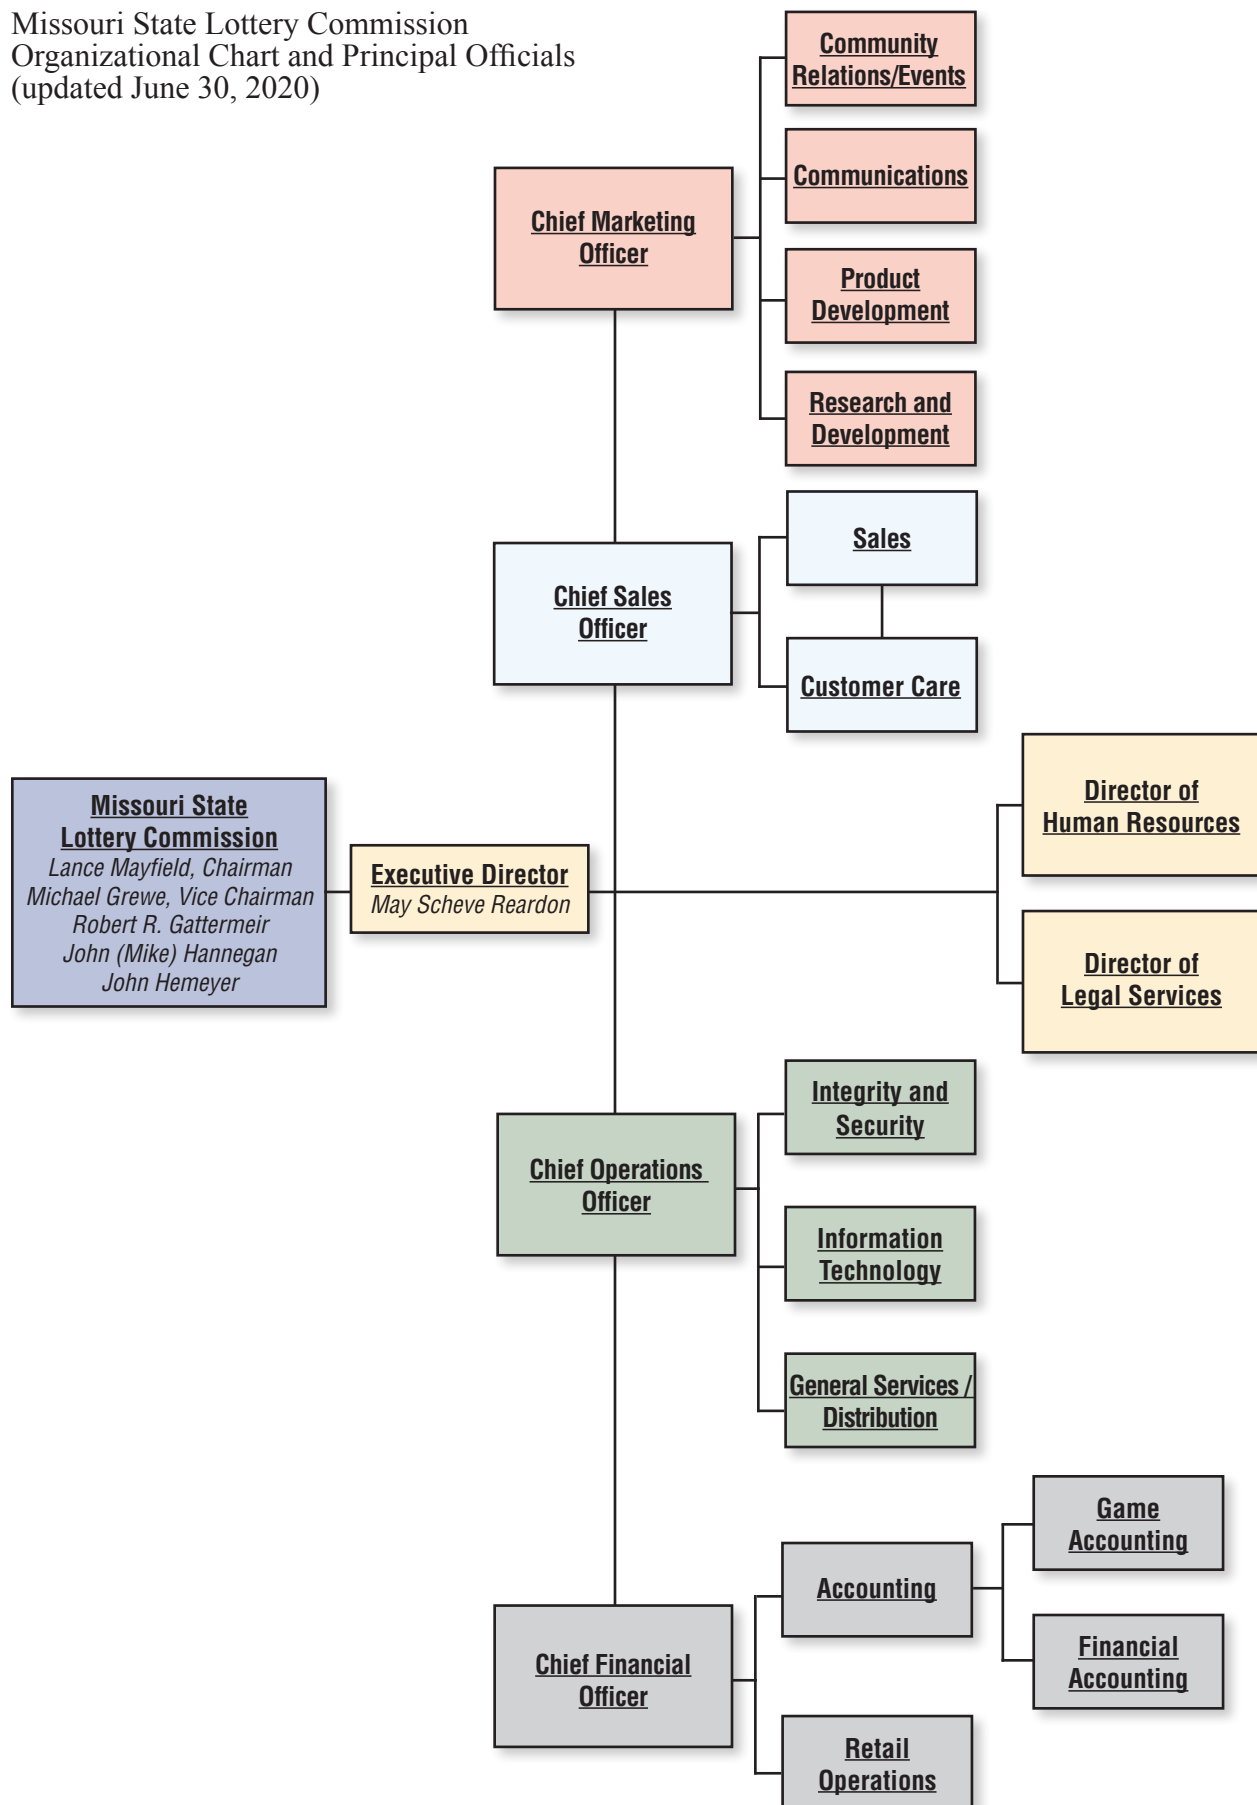 Missouri State Lottery Commission
Organizational Chart and Principal Officials
(updated June 30, 2020)
Community
Relations/Events
Communications
Chief Marketing
Officer
Product
Development
Research and
Development
Sales
Chief Sales
Officer
Customer Care
Missouri State
Lottery Commission
Lance Mayfield, Chairman
Michael Grewe, Vice Chairman
Robert R. Gattermeir
John (Mike) Hannegan
John Hemeyer
Executive Director
May Scheve Reardon
Director of
Human Resources
Director of
Legal Services
Integrity and
Security
Chief Operations
Officer
Information
Technology
General Services /
Distribution
Game
Accounting
Accounting
Financial
Accounting
Chief Financial
Officer
Retail
Operations